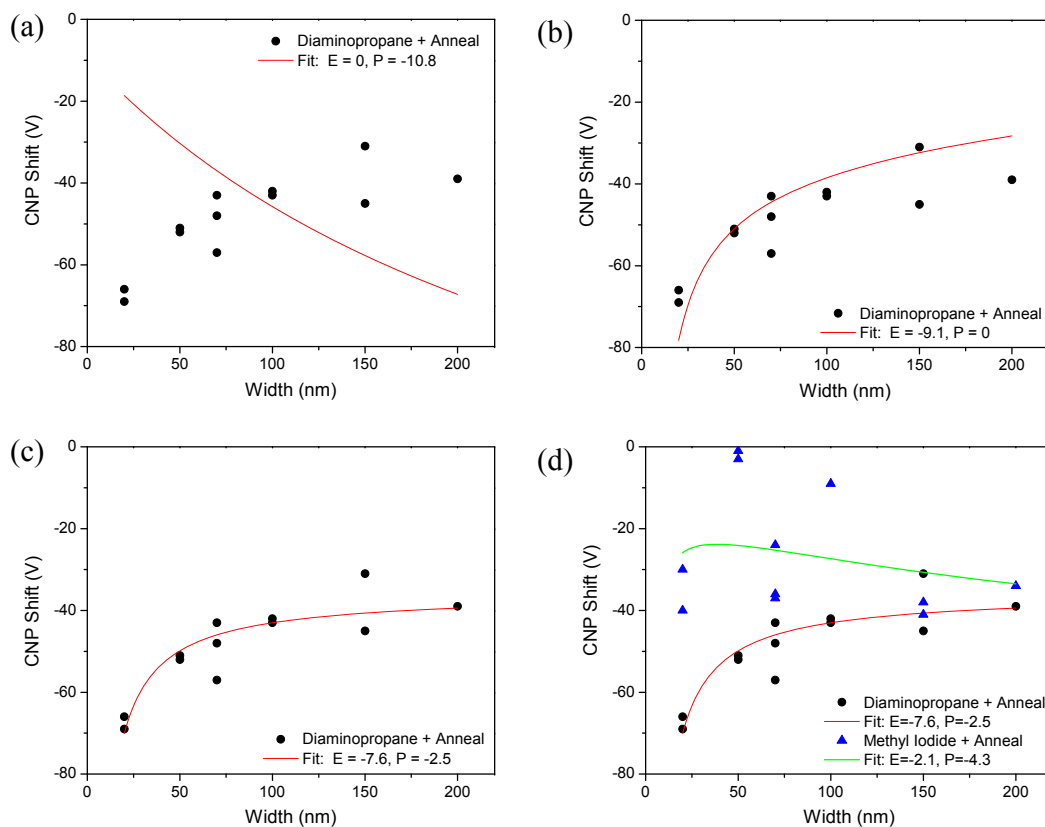 (a)
0
-20
-40
-60
-80
CNP Shift (V)
0 50 100 150 200
Width (nm)
Diaminopropane + Anneal
Fit: E = 0, P = -10.8
(b)
0
-20
-40
-60
-80
CNP Shift (V)
0 50 100 150 200
Width (nm)
Diaminopropane + Anneal
Fit: E = -9.1, P = 0
(c)
0
-20
-40
-60
-80
CNP Shift (V)
0 50 100 150 200
Width (nm)
Diaminopropane + Anneal
Fit: E = -7.6, P = -2.5
(d)
0
-20
-40
-60
-80
CNP Shift (V)
0 50 100 150 200
Width (nm)
Diaminopropane + Anneal
Fit: E=-7.6, P=-2.5
Methyl Iodide + Anneal
Fit: E=-2.1, P=-4.3